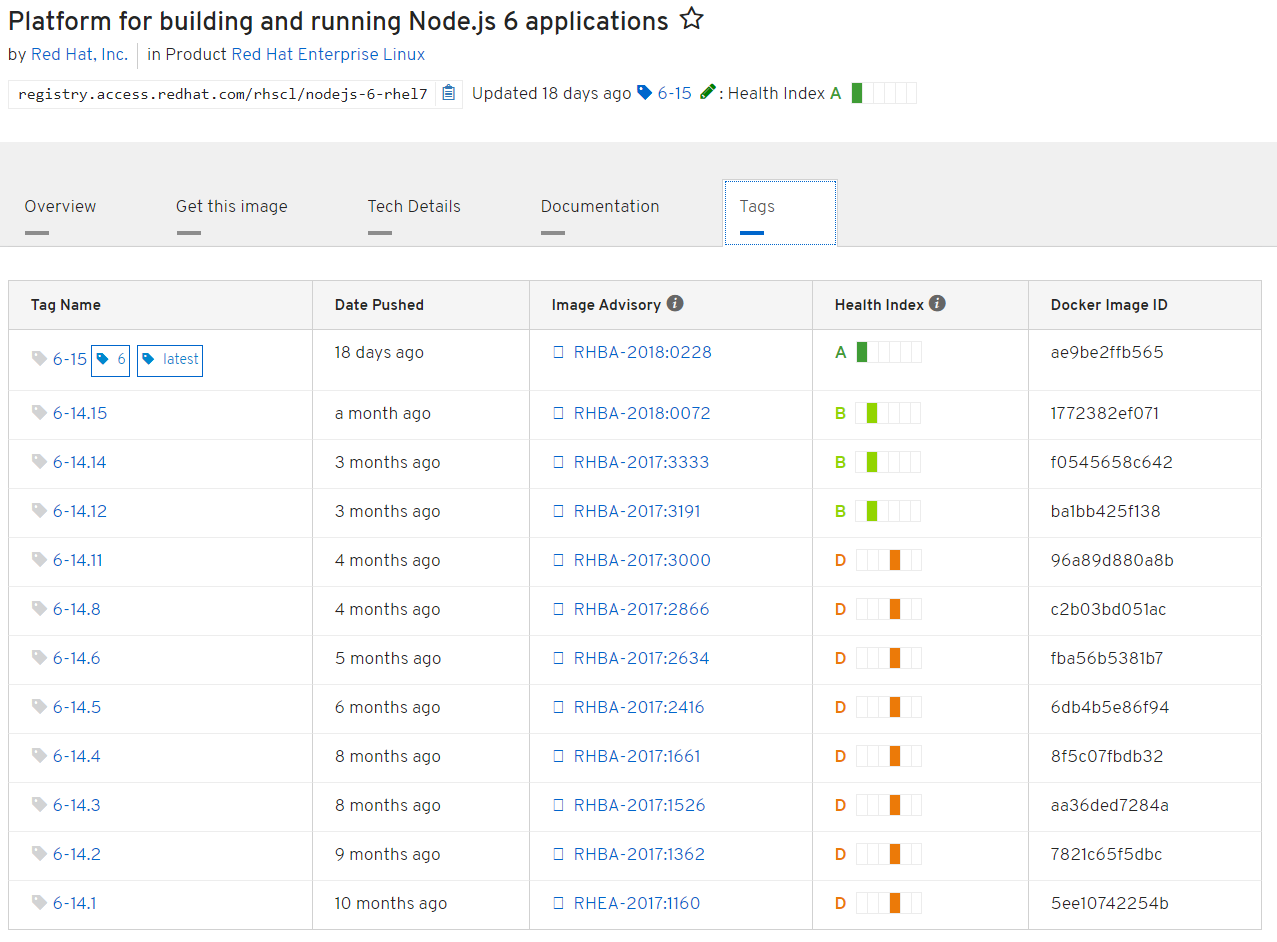 Platform for building and running Node.js 6 applications
by Red Hat, Inc. in Product Red Hat Enterprise Linux
registry.access.redhat.com/rhscl/nodejs-6-rhel7 Updated 18 days ago 6-15 : Health Index A
Overview Get this image Tech Details Documentation Tags
Tag Name Date Pushed Image Advisory Health Index Docker Image ID
6-15 6 latest 18 days ago RHBA-2018:0228 A ae9be2ffb565
6-14.15 a month ago RHBA-2018:0072 B 1772382ef071
6-14.14 3 months ago RHBA-2017:3333 B f0545658c642
6-14.12 3 months ago RHBA-2017:3191 B ba1bb425f138
6-14.11 4 months ago RHBA-2017:3000 D 96a89d880a8b
6-14.8 4 months ago RHBA-2017:2866 D c2b03bd051ac
6-14.6 5 months ago RHBA-2017:2634 D fba56b5381b7
6-14.5 6 months ago RHBA-2017:2416 D 6db4b5e86f94
6-14.4 8 months ago RHBA-2017:1661 D 8f5c07fbdb32
6-14.3 8 months ago RHBA-2017:1526 D aa36ded7284a
6-14.2 9 months ago RHBA-2017:1362 D 7821c65f5dbc
6-14.1 10 months ago RHEA-2017:1160 D 5ee10742254b